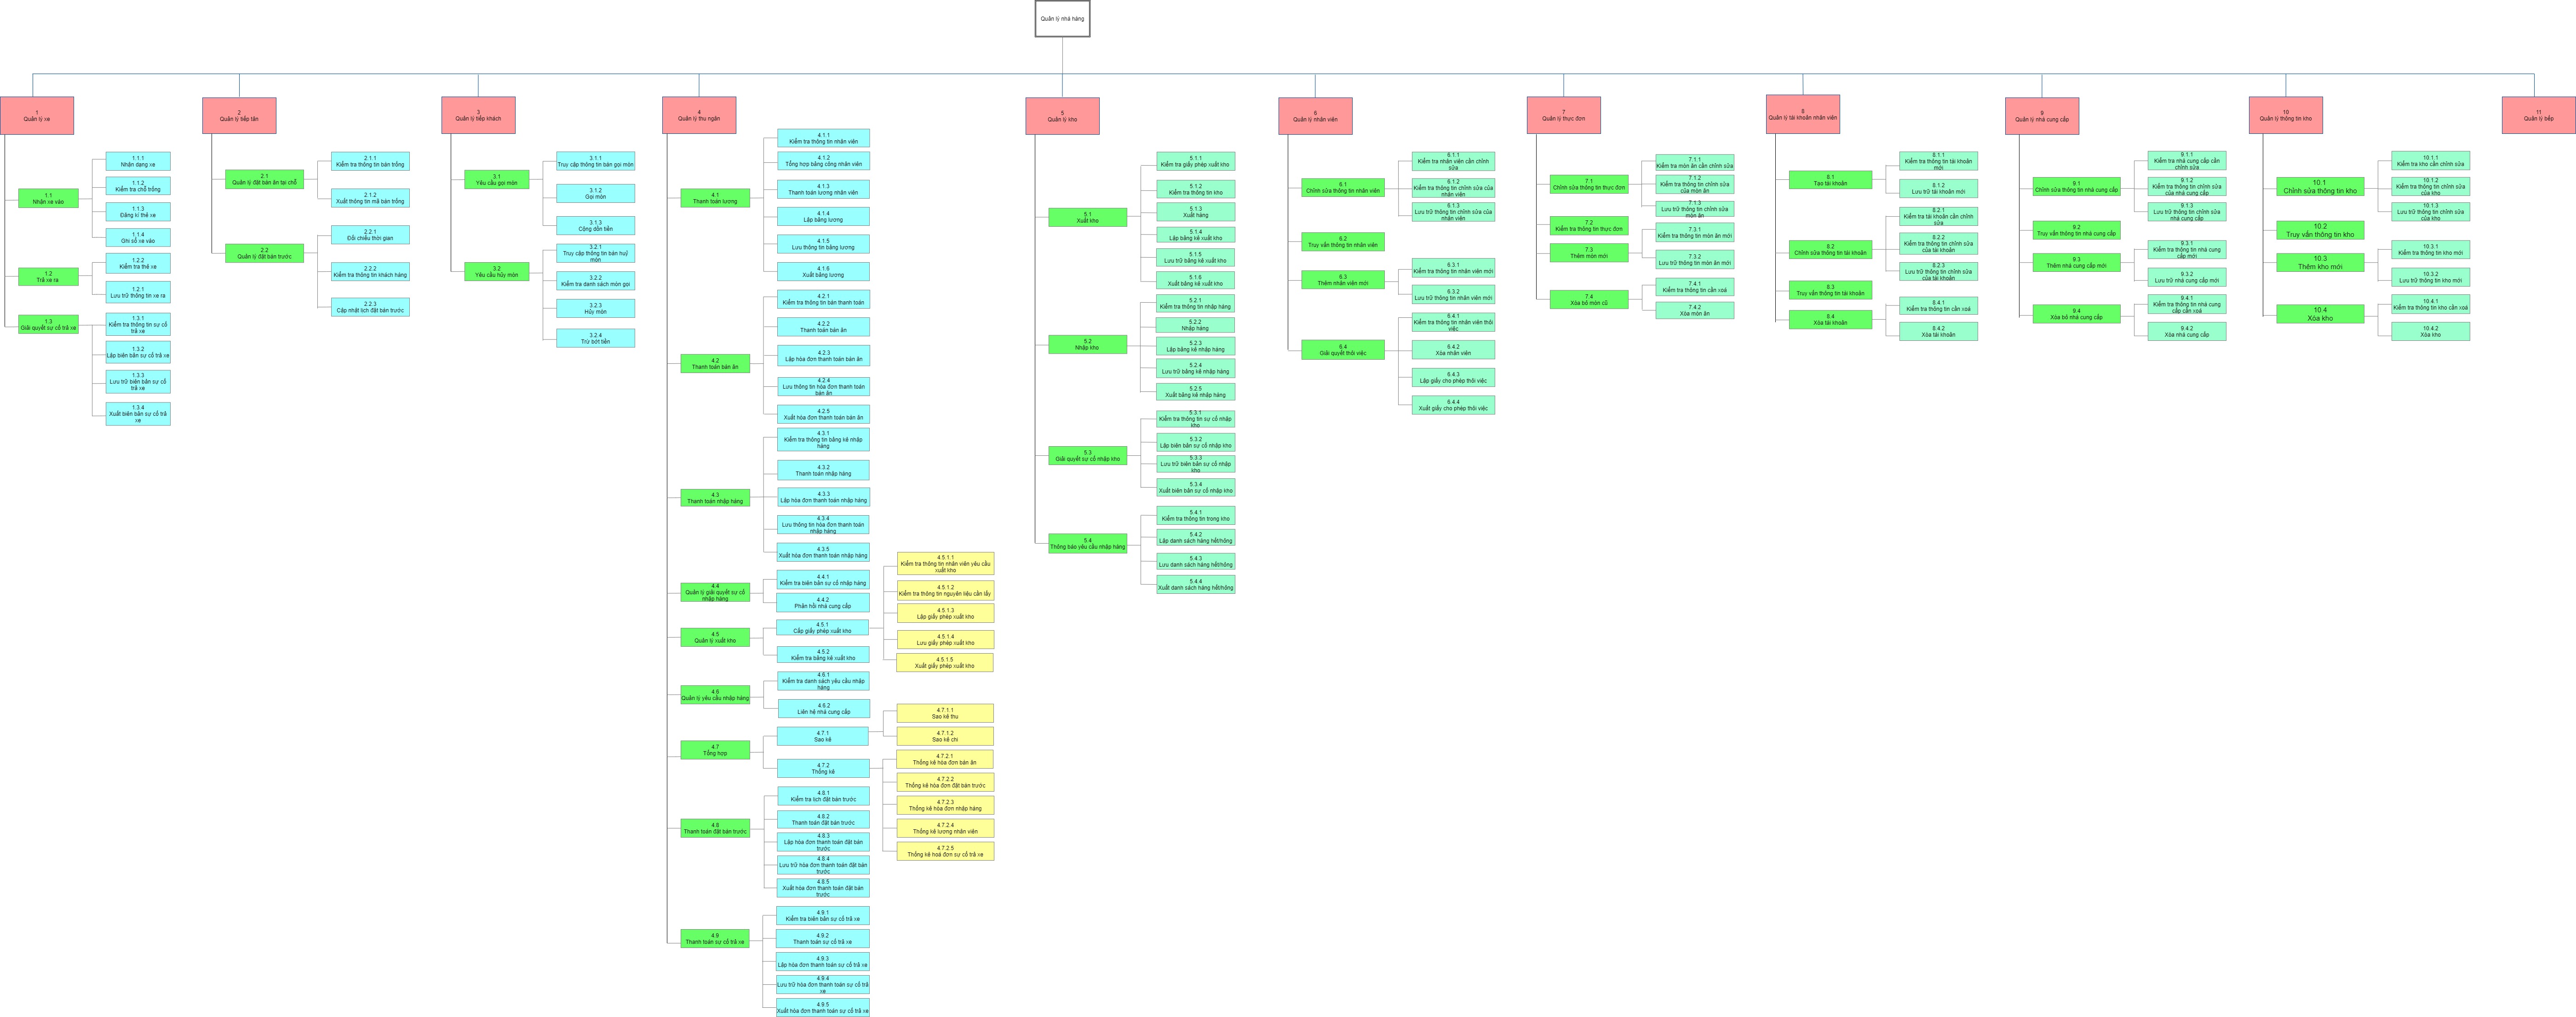 Quản lý nhà hàng
1
Quản lý xe
1.1
Nhận xe vào
1.1.1
Nhận dạng xe
1.1.2
Kiểm tra chỗ trống
1.1.3
Đăng kí thẻ xe
1.1.4
Ghi sổ xe vào
1.2
Trả xe ra
1.2.2
Kiểm tra thẻ xe
1.2.1
Lưu trữ thông tin xe ra
1.3
Giải quyết sự cố trả xe
1.3.1
Kiểm tra thông tin sự cố
trả xe
1.3.2
Lập biên bản sự cố trả xe
1.3.3
Lưu trữ biên bản sự cố
trả xe
1.3.4
Xuất biên bản sự cố trả
xe
2
Quản lý tiếp tân
2.1
Quản lý đặt bàn ăn tại chỗ
2.1.1
Kiểm tra thông tin bàn trống
2.1.2
Xuất thông tin mã bàn trống
2.2
Quản lý đặt bàn trước
2.2.1
Đối chiếu thời gian
2.2.2
Kiểm tra thông tin khách hàng
2.2.3
Cập nhật lịch đặt bàn trước
3
Quản lý tiếp khách
3.1
Yêu cầu gọi món
3.1.1
Truy cập thông tin bàn gọi món
3.1.2
Gọi món
3.1.3
Cộng dồn tiền
3.2
Yêu cầu hủy món
3.2.1
Truy cập thông tin bàn huỷ
món
3.2.2
Kiểm tra danh sách món gọi
3.2.3
Hủy món
3.2.4
Trừ bớt tiền
4
Quản lý thu ngân
4.1
Thanh toán lương
4.1.1
Kiểm tra thông tin nhân viên
4.1.2
Tổng hợp bảng công nhân viên
4.1.3
Thanh toán lương nhân viên
4.1.4
Lập bảng lương
4.1.5
Lưu thông tin bảng lương
4.1.6
Xuất bảng lương
4.2
Thanh toán bàn ăn
4.2.1
Kiểm tra thông tin bàn thanh toán
4.2.2
Thanh toán bàn ăn
4.2.3
Lập hóa đơn thanh toán bàn ăn
4.2.4
Lưu thông tin hóa đơn thanh toán
bàn ăn
4.2.5
Xuất hóa đơn thanh toán bàn ăn
4.3
Thanh toán nhập hàng
4.3.1
Kiểm tra thông tin bảng kê nhập
hàng
4.3.2
Thanh toán nhập hàng
4.3.3
Lập hóa đơn thanh toán nhập hàng
4.3.4
Lưu thông tin hóa đơn thanh toán
nhập hàng
4.3.5
Xuất hóa đơn thanh toán nhập hàng
4.4
Quản lý giải quyết sự cố
nhập hàng
4.4.1
Kiểm tra biên bản sự cố nhập hàng
4.4.2
Phản hồi nhà cung cấp
4.5
Quản lý xuất kho
4.5.1
Cấp giấy phép xuất kho
4.5.1.1
Kiểm tra thông tin nhân viên yêu cầu
xuất kho
4.5.1.2
Kiểm tra thông tin nguyên liệu cần lấy
4.5.1.3
Lập giấy phép xuất kho
4.5.1.4
Lưu giấy phép xuất kho
4.5.1.5
Xuất giấy phép xuất kho
4.5.2
Kiểm tra bảng kê xuất kho
4.6
Quản lý yêu cầu nhập hàng
4.6.1
Kiểm tra danh sách yêu cầu nhập
hàng
4.6.2
Liên hệ nhà cung cấp
4.7
Tổng hợp
4.7.1
Sao kê
4.7.1.1
Sao kê thu
4.7.1.2
Sao kê chi
4.7.2
Thống kê
4.7.2.1
Thống kê hóa đơn bàn ăn
4.7.2.2
Thống kê hóa đơn đặt bàn trước
4.7.2.3
Thống kê hóa đơn nhập hàng
4.7.2.4
Thống kê lương nhân viên
4.7.2.5
Thống kê hoá đơn sự cố trả xe
4.8
Thanh toán đặt bàn trước
4.8.1
Kiểm tra lịch đặt bàn trước
4.8.2
Thanh toán đặt bàn trước
4.8.3
Lập hóa đơn thanh toán đặt bàn
trước
4.8.4
Lưu trữ hóa đơn thanh toán đặt bàn
trước
4.8.5
Xuất hóa đơn thanh toán đặt bàn
trước
4.9
Thanh toán sự cố trả xe
4.9.1
Kiểm tra biên bản sự cố trả xe
4.9.2
Thanh toán sự cố trả xe
4.9.3
Lập hóa đơn thanh toán sự cố trả xe
4.9.4
Lưu trữ hóa đơn thanh toán sự cố trả
xe
4.9.5
Xuất hóa đơn thanh toán sự cố trả xe
5
Quản lý kho
5.1
Xuất kho
5.1.1
Kiểm tra giấy phép xuất kho
5.1.2
Kiểm tra thông tin kho
5.1.3
Xuất hàng
5.1.4
Lập bảng kê xuất kho
5.1.5
Lưu trữ bảng kê xuất kho
5.1.6
Xuất bảng kê xuất kho
5.2
Nhập kho
5.2.1
Kiểm tra thông tin nhập hàng
5.2.2
Nhập hàng
5.2.3
Lập bảng kê nhập hàng
5.2.4
Lưu trữ bảng kê nhập hàng
5.2.5
Xuất bảng kê nhập hàng
5.3
Giải quyết sự cố nhập kho
5.3.1
Kiểm tra thông tin sự cố nhập
kho
5.3.2
Lập biên bản sự cố nhập kho
5.3.3
Lưu trữ biên bản sự cố nhập
kho
5.3.4
Xuất biên bản sự cố nhập kho
5.4
Thông báo yêu cầu nhập hàng
5.4.1
Kiểm tra thông tin trong kho
5.4.2
Lập danh sách hàng hết/hỏng
5.4.3
Lưu danh sách hàng hết/hỏng
5.4.4
Xuất danh sách hàng hết/hỏng
6
Quản lý nhân viên
6.1
Chỉnh sửa thông tin nhân viên
6.1.1
Kiểm tra nhân viên cần chỉnh
sửa
6.1.2
Kiểm tra thông tin chỉnh sửa của
nhân viên
6.1.3
Lưu trữ thông tin chỉnh sửa của
nhân viên
6.2
Truy vấn thông tin nhân viên
6.3
Thêm nhân viên mới
6.3.1
Kiểm tra thông tin nhân viên mới
6.3.2
Lưu trữ thông tin nhân viên mới
6.4
Giải quyết thôi việc
6.4.1
Kiểm tra thông tin nhân viên thôi
việc
6.4.2
Xóa nhân viên
6.4.3
Lập giấy cho phép thôi việc
6.4.4
Xuất giấy cho phép thôi việc
7
Quản lý thực đơn
7.1
Chỉnh sửa thông tin thực đơn
7.1.1
Kiểm tra món ăn cần chỉnh sửa
7.1.2
Kiểm tra thông tin chỉnh sửa
của món ăn
7.1.3
Lưu trữ thông tin chỉnh sửa
món ăn
7.2
Kiểm tra thông tin thực đơn
7.3
Thêm món mới
7.3.1
Kiểm tra thông tin món ăn mới
7.3.2
Lưu trữ thông tin món ăn mới
7.4
Xóa bỏ món cũ
7.4.1
Kiểm tra thông tin cần xoá
7.4.2
Xóa món ăn
8
Quản lý tài khoản nhân viên
8.1
Tạo tài khoản
8.1.1
Kiểm tra thông tin tài khoản
mới
8.1.2
Lưu trữ tài khoản mới
8.2
Chỉnh sửa thông tin tài khoản
8.2.1
Kiểm tra tài khoản cần chỉnh
sửa
8.2.2
Kiểm tra thông tin chỉnh sửa
của tài khoản
8.2.3
Lưu trữ thông tin chỉnh sửa
của tài khoản
8.3
Truy vấn thông tin tài khoản
8.4
Xóa tài khoản
8.4.1
Kiểm tra thông tin cần xoá
8.4.2
Xóa tài khoản
9
Quản lý nhà cung cấp
9.1
Chỉnh sửa thông tin nhà cung cấp
9.1.1
Kiểm tra nhà cung cấp cần
chỉnh sửa
9.1.2
Kiểm tra thông tin chỉnh sửa
của nhà cung cấp
9.1.3
Lưu trữ thông tin chỉnh sửa
nhà cung cấp
9.2
Truy vấn thông tin nhà cung cấp
9.3
Thêm nhà cung cấp mới
9.3.1
Kiểm tra thông tin nhà cung
cấp mới
9.3.2
Lưu trữ nhà cung cấp mới
9.4
Xóa bỏ nhà cung cấp
9.4.1
Kiểm tra thông tin nhà cung
cấp cần xoá
9.4.2
Xóa nhà cung cấp
10
Quản lý thông tin kho
10.1
Chỉnh sửa thông tin kho
10.1.1
Kiểm tra kho cần chỉnh sửa
10.1.2
Kiểm tra thông tin chỉnh sửa
của kho
10.1.3
Lưu trữ thông tin chỉnh sửa
của kho
10.2
Truy vấn thông tin kho
10.3
Thêm kho mới
10.3.1
Kiểm tra thông tin kho mới
10.3.2
Lưu trữ thông tin kho mới
10.4
Xóa kho
10.4.1
Kiểm tra thông tin kho cần xoá
10.4.2
Xóa kho
11
Quản lý bếp